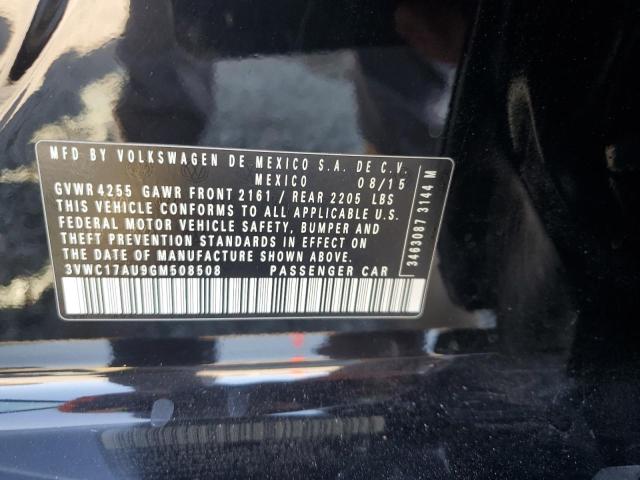 MFD BY VOLKSWAGEN DE MEXICO S.A. DE C.V.
MEXICO 08/15
GVWR 4255 GAWR FRONT 2161 / REAR 2205 LBS
THIS VEHICLE CONFORMS TO ALL APPLICABLE U.S.
FEDERAL MOTOR VEHICLE SAFETY, BUMPER AND
THEFT PREVENTION STANDARDS IN EFFECT ON
THE DATE OF MANUFACTURE SHOWN ABOVE.
3VWC17AU9GM508508 PASSENGER CAR
3463087 3144 M